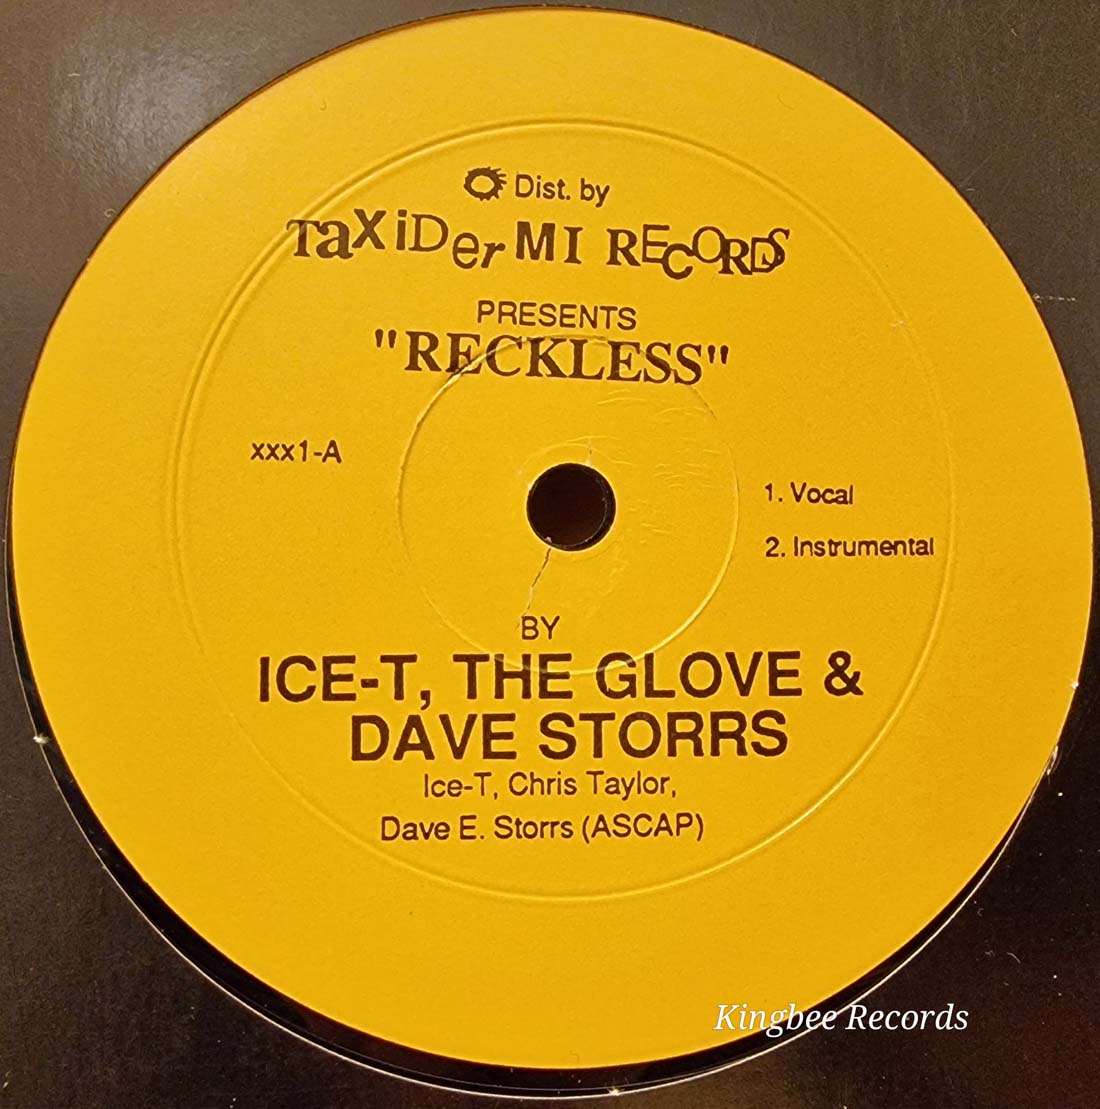 Dist. by
TaxiDerMI RECORDS
PRESENTS
"RECKLESS"
xxx1-A
1. Vocal
2. Instrumental
BY
ICE-T, THE GLOVE &
DAVE STORRS
Ice-T, Chris Taylor,
Dave E. Storrs (ASCAP)
Kingbee Records